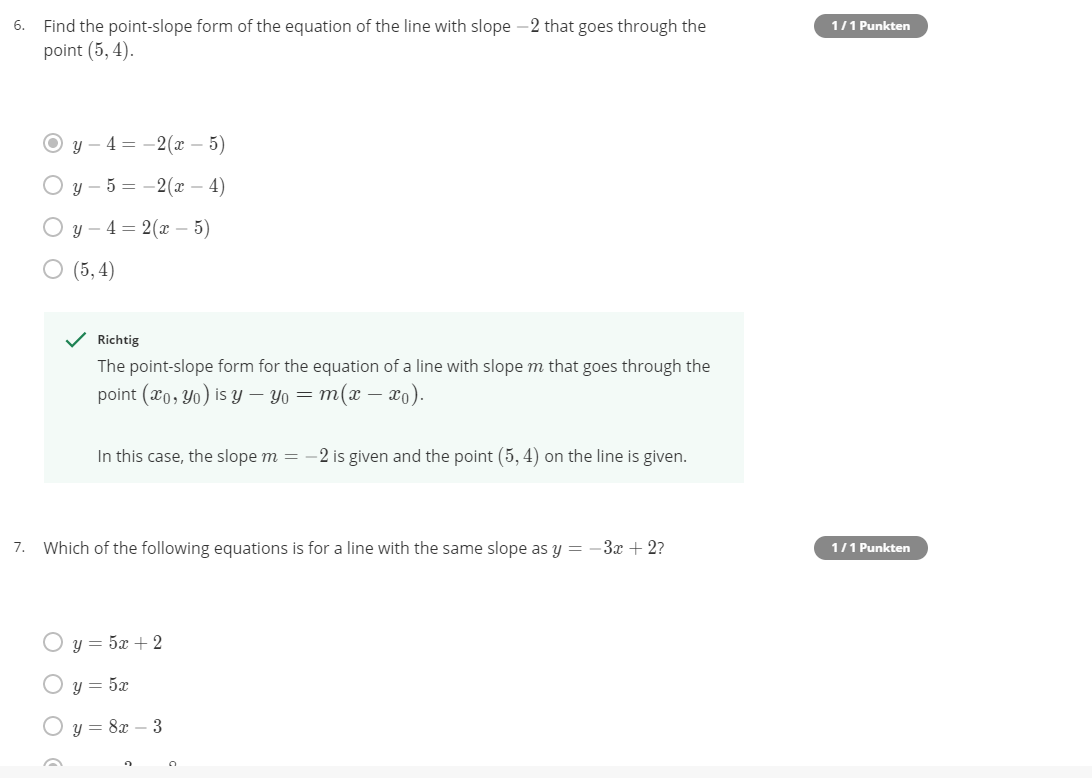 6. Find the point-slope form of the equation of the line with slope −2 that goes through the
point (5, 4).
1 / 1 Punkten
y − 4 = −2(x − 5)
y − 5 = −2(x − 4)
y − 4 = 2(x − 5)
(5, 4)
Richtig
The point-slope form for the equation of a line with slope m that goes through the
point (x₀, y₀) is y − y₀ = m(x − x₀).
In this case, the slope m = −2 is given and the point (5, 4) on the line is given.
7. Which of the following equations is for a line with the same slope as y = −3x + 2?
1 / 1 Punkten
y = 5x + 2
y = 5x
y = 8x − 3